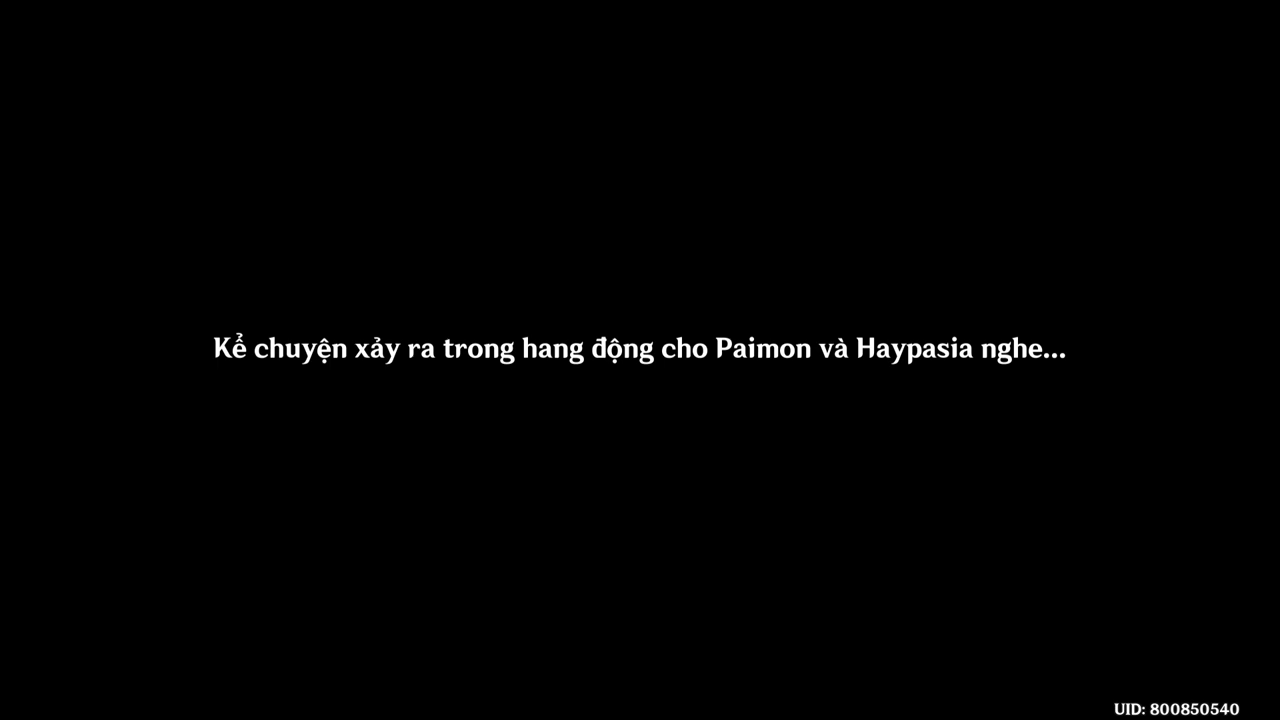 Kể chuyện xảy ra trong hang động cho Paimon và Haypasia nghe...
UID: 800850540